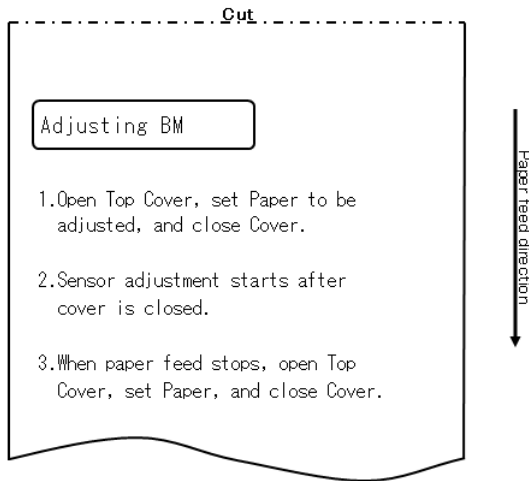 Cut
Adjusting BM
1.Open Top Cover, set Paper to be
adjusted, and close Cover.
2.Sensor adjustment starts after
cover is closed.
3.When paper feed stops, open Top
Cover, set Paper, and close Cover.
Paper feed direction